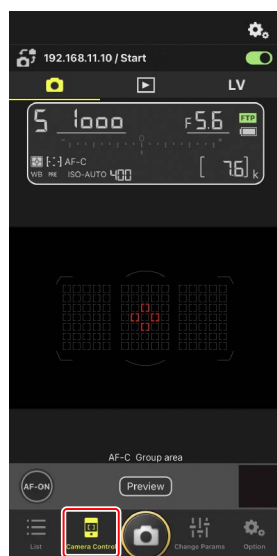 192.168.11.10 / Start
LV
S 1000 F5.6 FTP
AF-C
WB PRE ISO-AUTO 400 [ 7.6] k
AF-C Group area
AF-ON Preview
List Camera Control Change Params Option